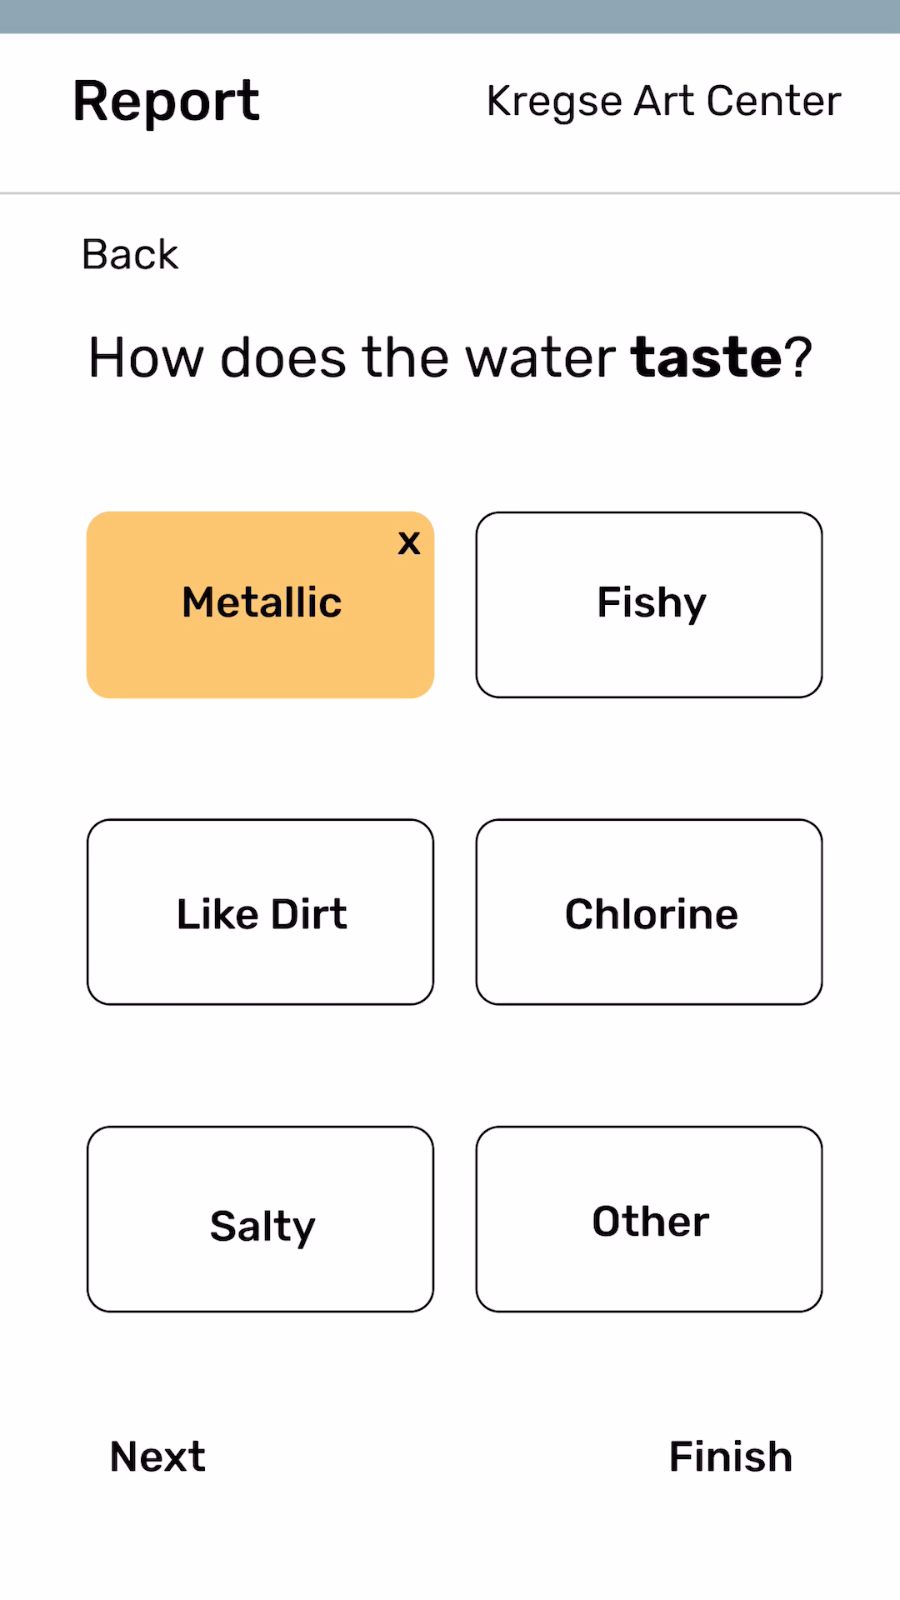 Report Kregse Art Center
Back
How does the water taste?
x
Metallic Fishy
Like Dirt Chlorine
Salty Other
Next Finish